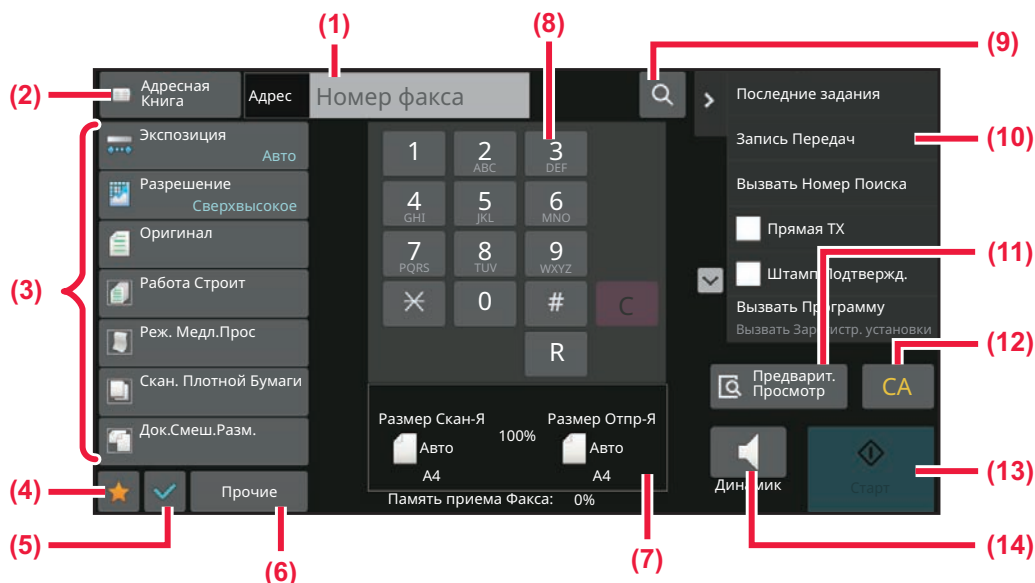 (1)
(8)
(9)
(2)
Адресная
Книга
Адрес
Номер факса
Последние задания
(3)
Экспозиция
Авто
Разрешение
Сверхвысокое
Оригинал
Работа Строит
Реж. Медл.Прос
Скан. Плотной Бумаги
Док.Смеш.Разм.
1
2
ABC
3
DEF
4
GHI
5
JKL
6
MNO
7
PQRS
8
TUV
9
WXYZ
0
#
C
R
Запись Передач
(10)
Вызвать Номер Поиска
Прямая TX
(11)
Штамп Подтвержд.
Вызвать Программу
Вызвать Зарегистр. установки
(12)
Предварит.
Просмотр
CA
Размер Скан-Я
Авто
A4
100%
Размер Отпр-Я
Авто
A4
Память приема Факса: 0%
Динамик
Старт
(13)
(4)
Прочие
(5)
(6)
(7)
(14)